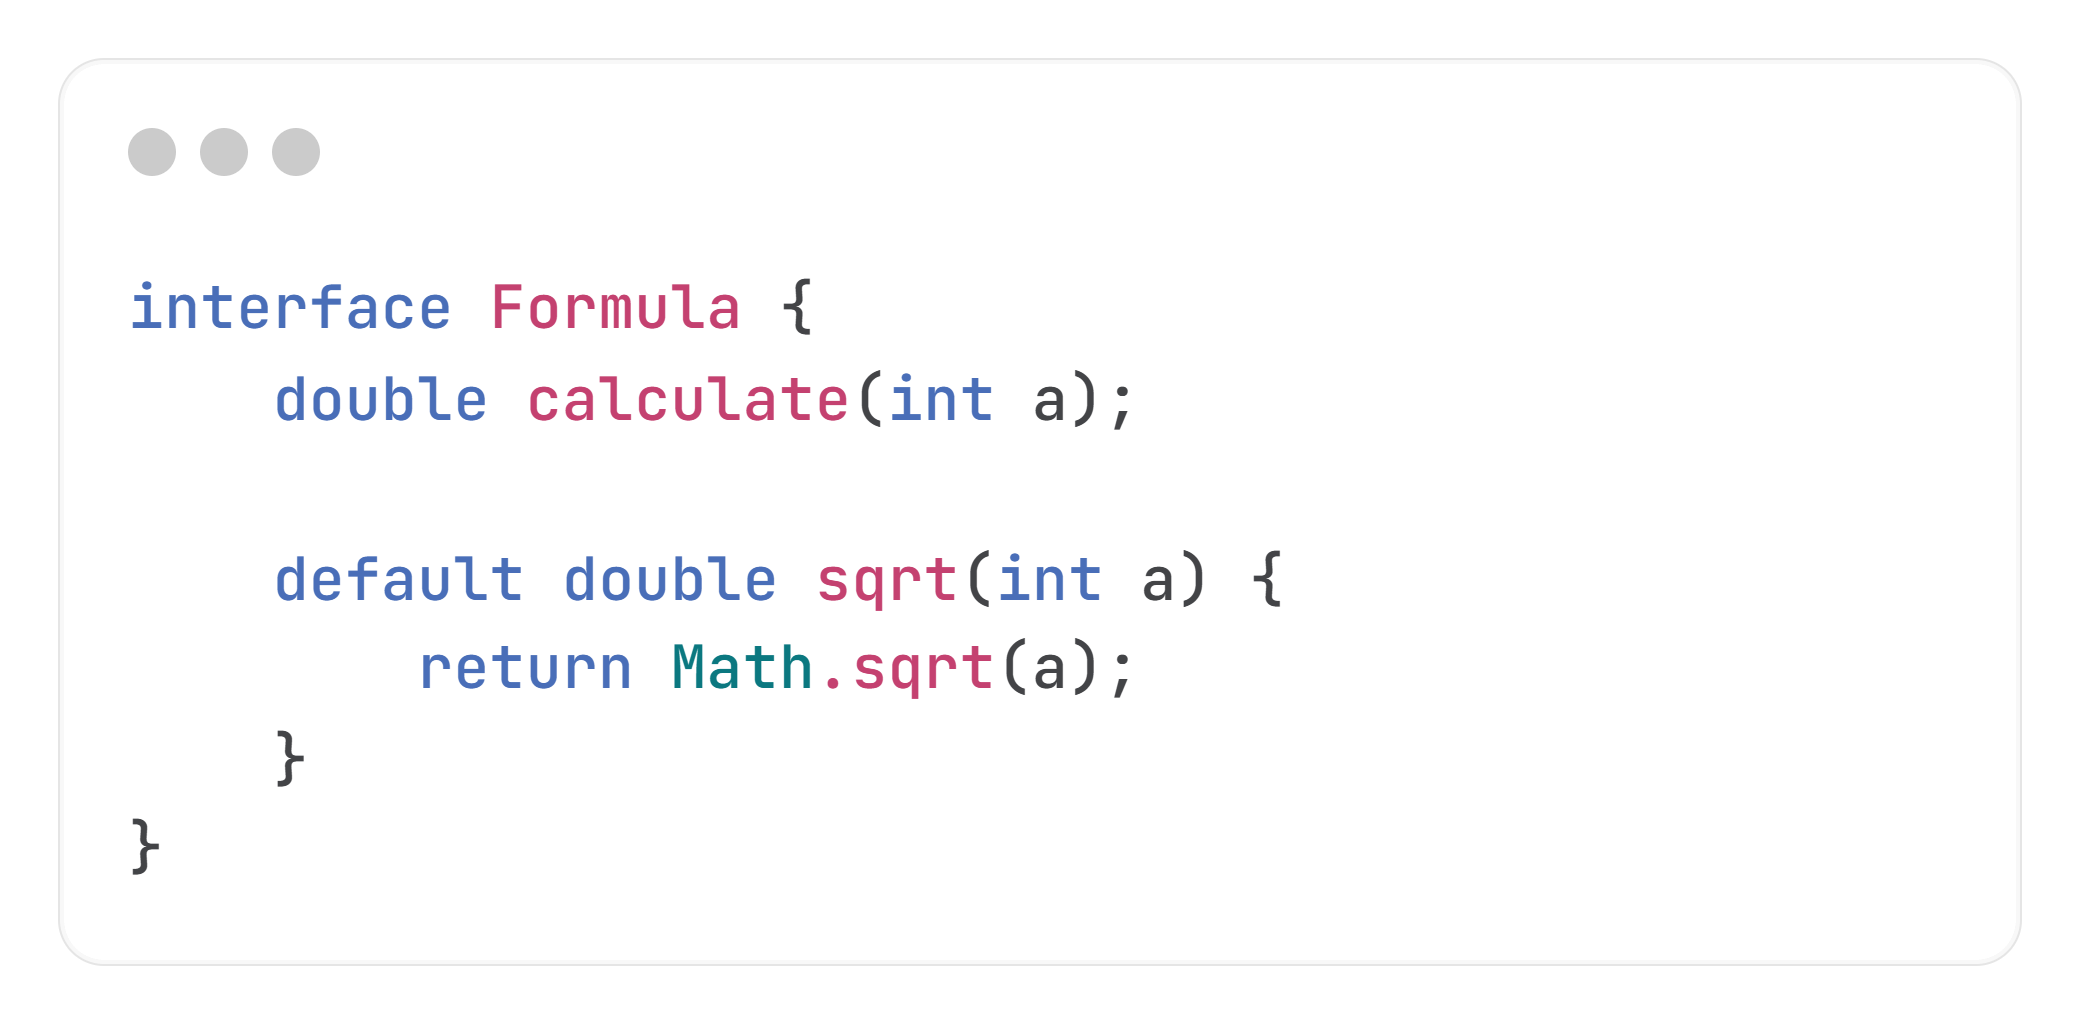 interface Formula {
    double calculate(int a);

    default double sqrt(int a) {
        return Math.sqrt(a);
    }
}